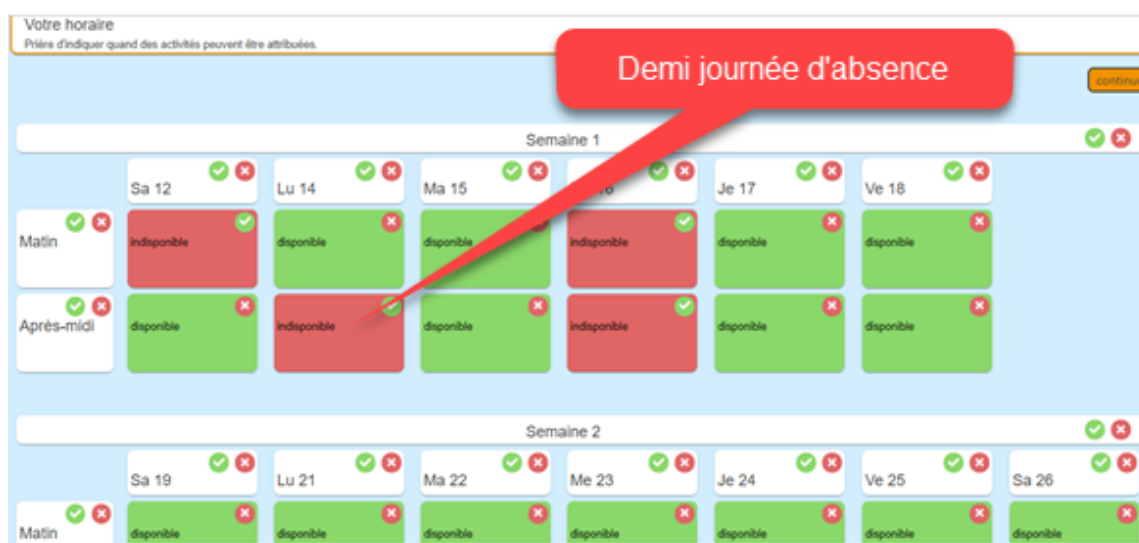 Votre horaire
Prière d'indiquer quand des activités peuvent être attribuées.
Demi journée d'absence
Semaine 1
Sa 12 Lu 14 Ma 15 Je 17 Ve 18
Matin indisponible disponible disponible indisponible disponible disponible
Après-midi disponible indisponible disponible indisponible disponible disponible
Semaine 2
Sa 19 Lu 21 Ma 22 Me 23 Je 24 Ve 25 Sa 26
Matin disponible disponible disponible disponible disponible disponible disponible